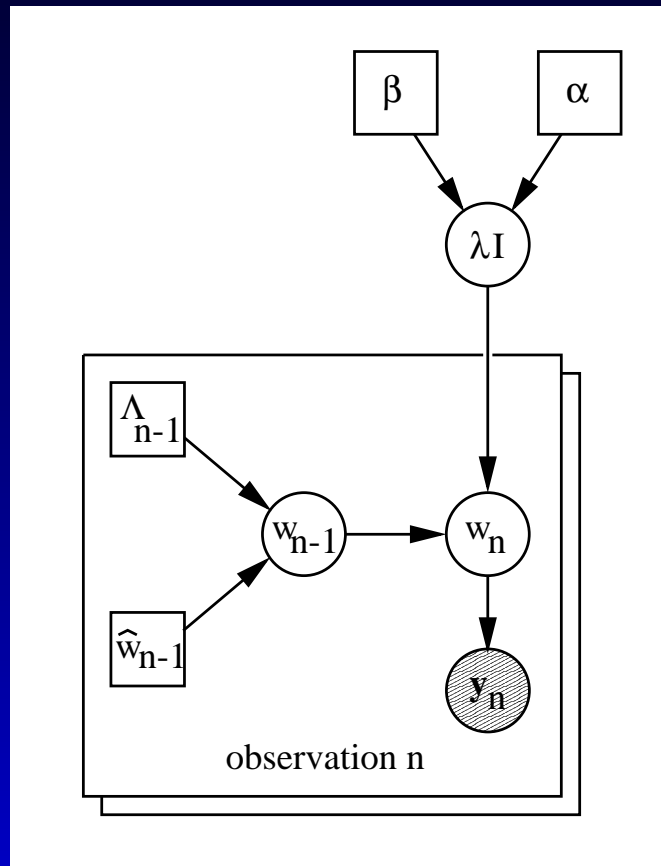 β α
λI
Λn-1
wn-1 wn
ŵn-1
yn
observation n